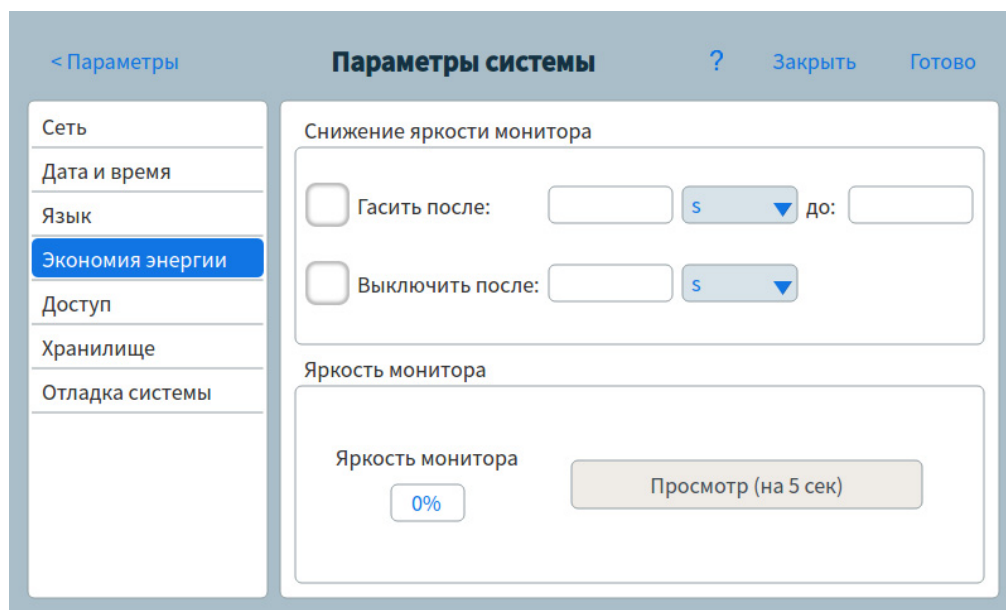 < Параметры
Параметры системы
?
Закрыть
Готово
Сеть
Дата и время
Язык
Экономия энергии
Доступ
Хранилище
Отладка системы
Снижение яркости монитора
Гасить после:
s
до:
Выключить после:
s
Яркость монитора
Яркость монитора
0%
Просмотр (на 5 сек)